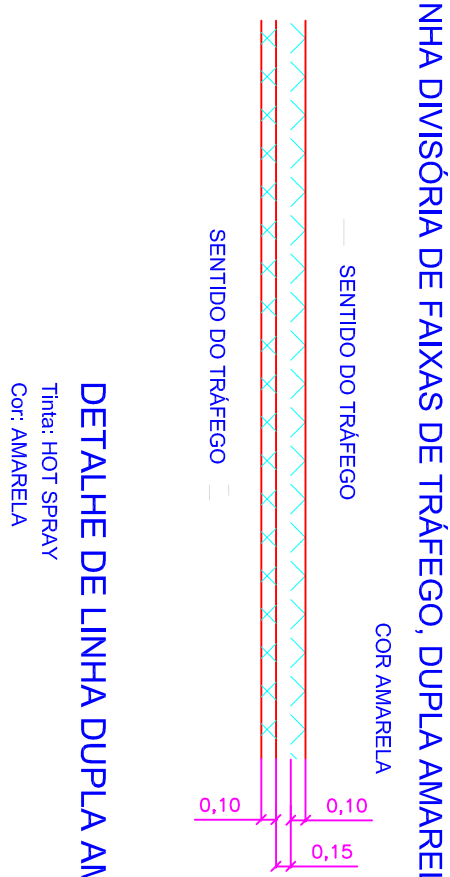 NHA DIVISÓRIA DE FAIXAS DE TRÁFEGO, DUPLA AMAREL
COR AMARELA
SENTIDO DO TRÁFEGO
SENTIDO DO TRÁFEGO
0,10
0,10
0,15
DETALHE DE LINHA DUPLA AM
Tinta: HOT SPRAY
Cor: AMARELA